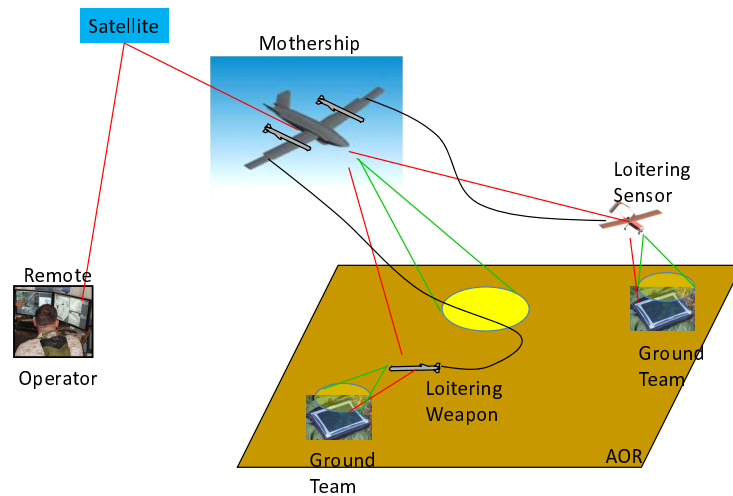 Satellite
Mothership
Loitering
Sensor
Remote
Operator
Ground
Team
Loitering
Weapon
Ground
Team
AOR